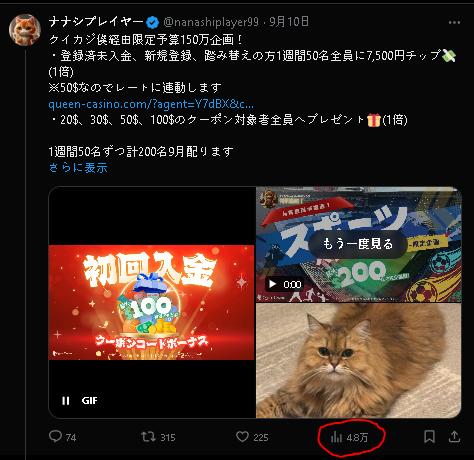 ナナシプレイヤー @nanashiplayer99 · 9月10日
クイカジ僕経由限定予算150万企画！
・登録済未入金、新規登録、踏み替えの方1週間50名全員に7,500円チップ💸
(1倍)
※50$なのでレートに連動します
queen-casino.com/?agent=Y7dBX&c...
・20$、30$、50$、100$のクーポン対象者全員へプレゼント🎁(1倍)
1週間50名ずつ計200名9月配ります
さらに表示
初回入金
100
クーポンコードボーナス
GIF
スポーツ
もう一度見る
200
0:00
74
315
225
4.8万